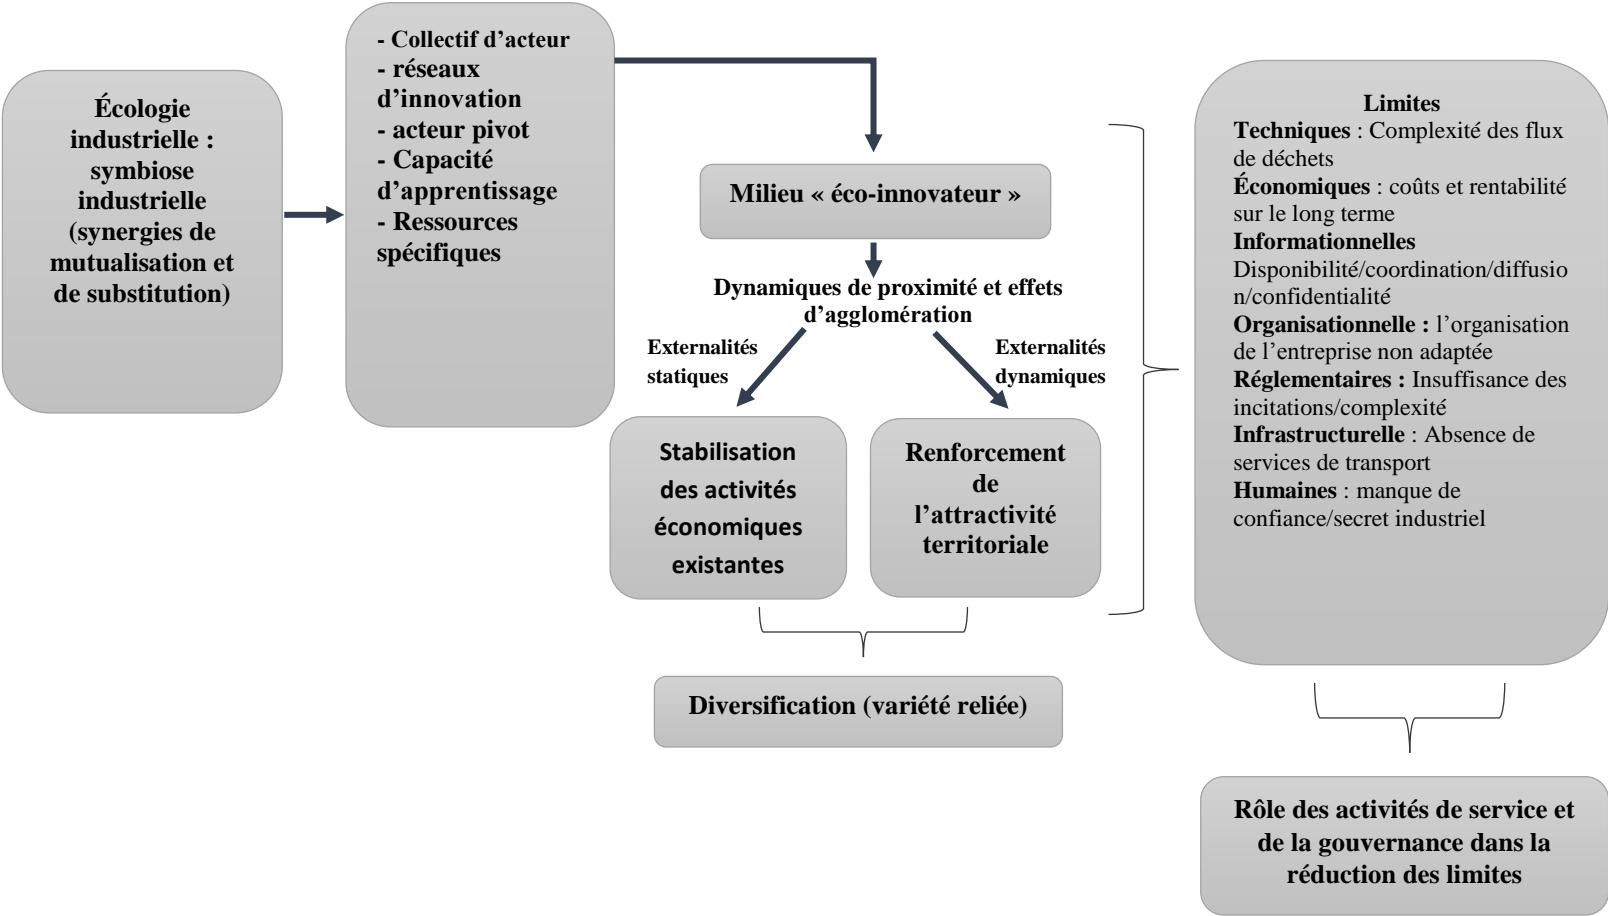 Écologie
industrielle :
symbiose
industrielle
(synergies de
mutualisation et
de substitution)
- Collectif d’acteur
- réseaux
d’innovation
- acteur pivot
- Capacité
d’apprentissage
- Ressources
spécifiques
Milieu « éco-innovateur »
Dynamiques de proximité et effets
d’agglomération
Externalités
statiques
Externalités
dynamiques
Stabilisation
des activités
économiques
existantes
Renforcement
de
l’attractivité
territoriale
Diversification (variété reliée)
Limites
Techniques : Complexité des flux
de déchets
Économiques : coûts et rentabilité
sur le long terme
Informationnelles
Disponibilité/coordination/diffusio
n/confidentialité
Organisationnelle : l’organisation
de l’entreprise non adaptée
Réglementaires : Insuffisance des
incitations/complexité
Infrastructurelle : Absence de
services de transport
Humaines : manque de
confiance/secret industriel
Rôle des activités de service et
de la gouvernance dans la
réduction des limites